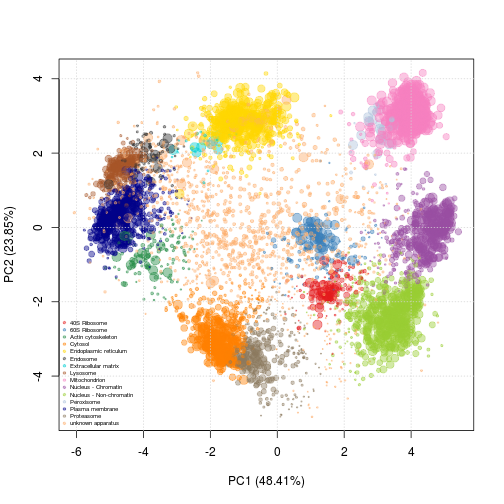 PC2 (23.85%)
4
2
0
-2
-4
40S Ribosome
60S Ribosome
Actin cytoskeleton
Cytosol
Endoplasmic reticulum
Endosome
Extracellular matrix
Lysosome
Mitochondrion
Nucleus - Chromatin
Nucleus - Non-chromatin
Peroxisome
Plasma membrane
Proteasome
unknown apparatus
-6 -4 -2 0 2 4
PC1 (48.41%)